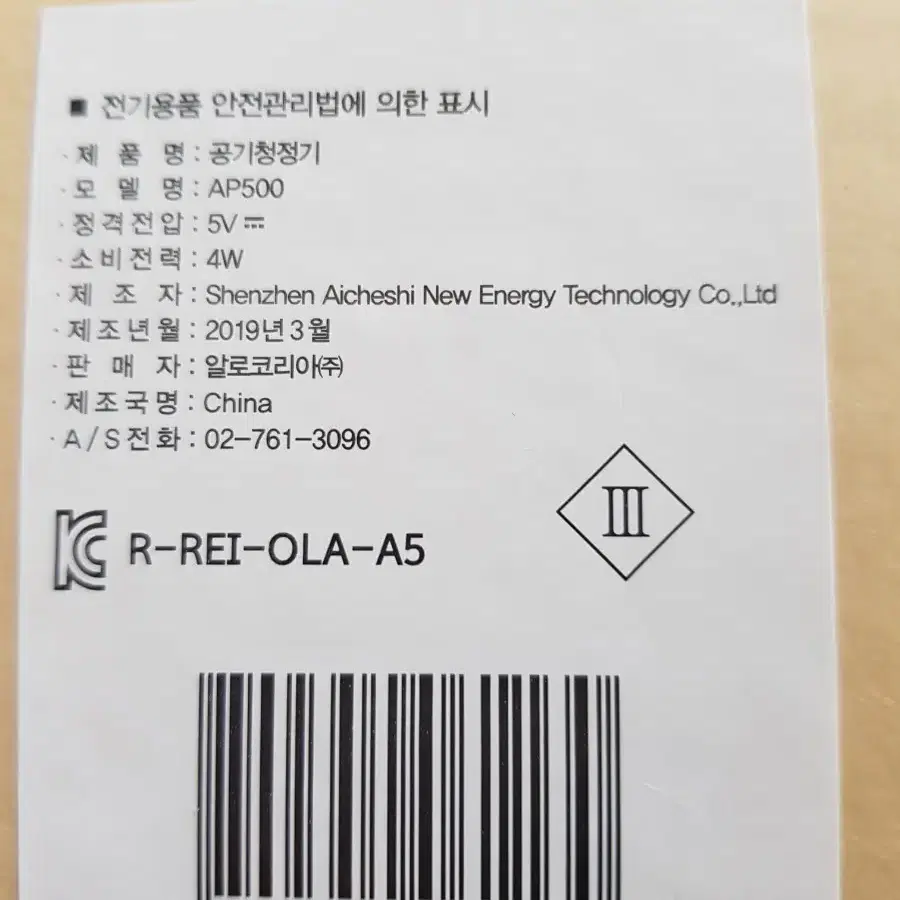 ■ 전기용품 안전관리법에 의한 표시
· 제 품 명 : 공기청정기
· 모 델 명 : AP500
· 정격전압 : 5V ⎓
· 소비전력 : 4W
· 제 조 자 : Shenzhen Aicheshi New Energy Technology Co.,Ltd
· 제조년월 : 2019년 3월
· 판 매 자 : 알로코리아㈜
· 제조국명 : China
· A/S전화 : 02-761-3096
III
KC R-REI-OLA-A5